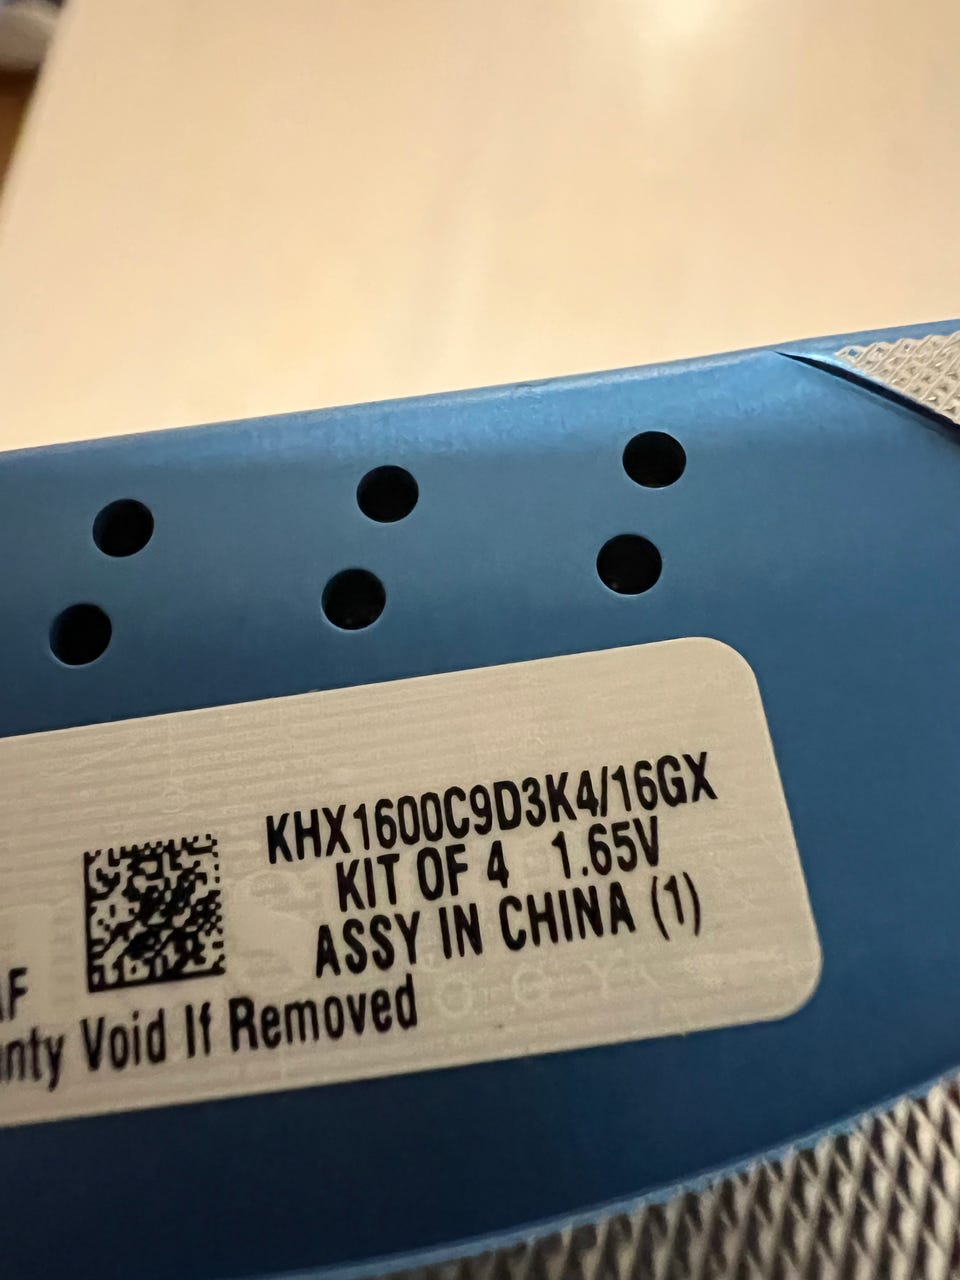 KHX1600C9D3K4/16GX
KIT OF 4 1.65V
ASSY IN CHINA (1)
Void If Removed